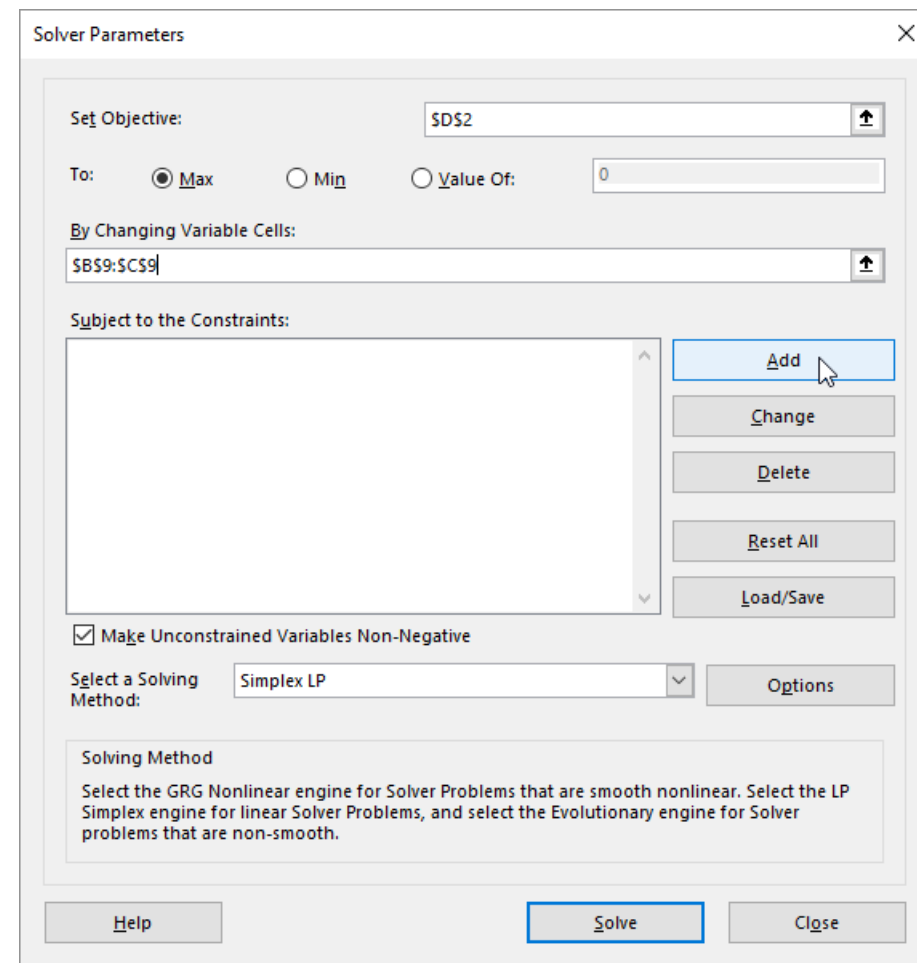 Solver Parameters
Set Objective:
$D$2
To:
Max
Min
Value Of:
0
By Changing Variable Cells:
$B$9:$C$9
Subject to the Constraints:
Add
Change
Delete
Reset All
Load/Save
Make Unconstrained Variables Non-Negative
Select a Solving
Method:
Simplex LP
Options
Solving Method
Select the GRG Nonlinear engine for Solver Problems that are smooth nonlinear. Select the LP
Simplex engine for linear Solver Problems, and select the Evolutionary engine for Solver
problems that are non-smooth.
Help
Solve
Close